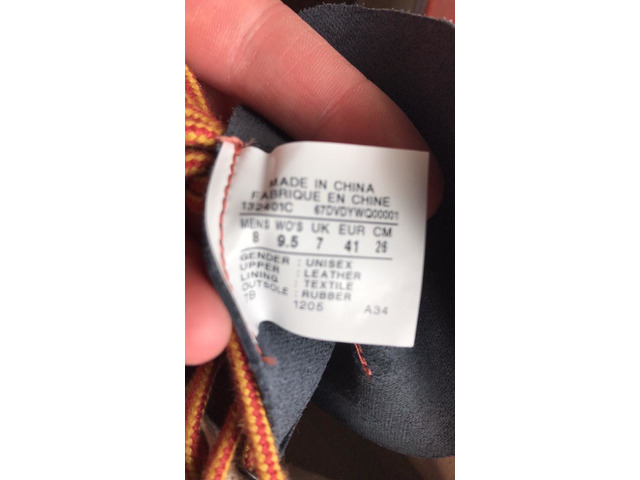 MADE IN CHINA
FABRIQUE EN CHINE
132401C 67DVDYWQ00001
MENS WO'S UK EUR CM
8 9.5 7 41 26
GENDER : UNISEX
UPPER : LEATHER
LINING : TEXTILE
OUTSOLE : RUBBER
TB 1205 A34